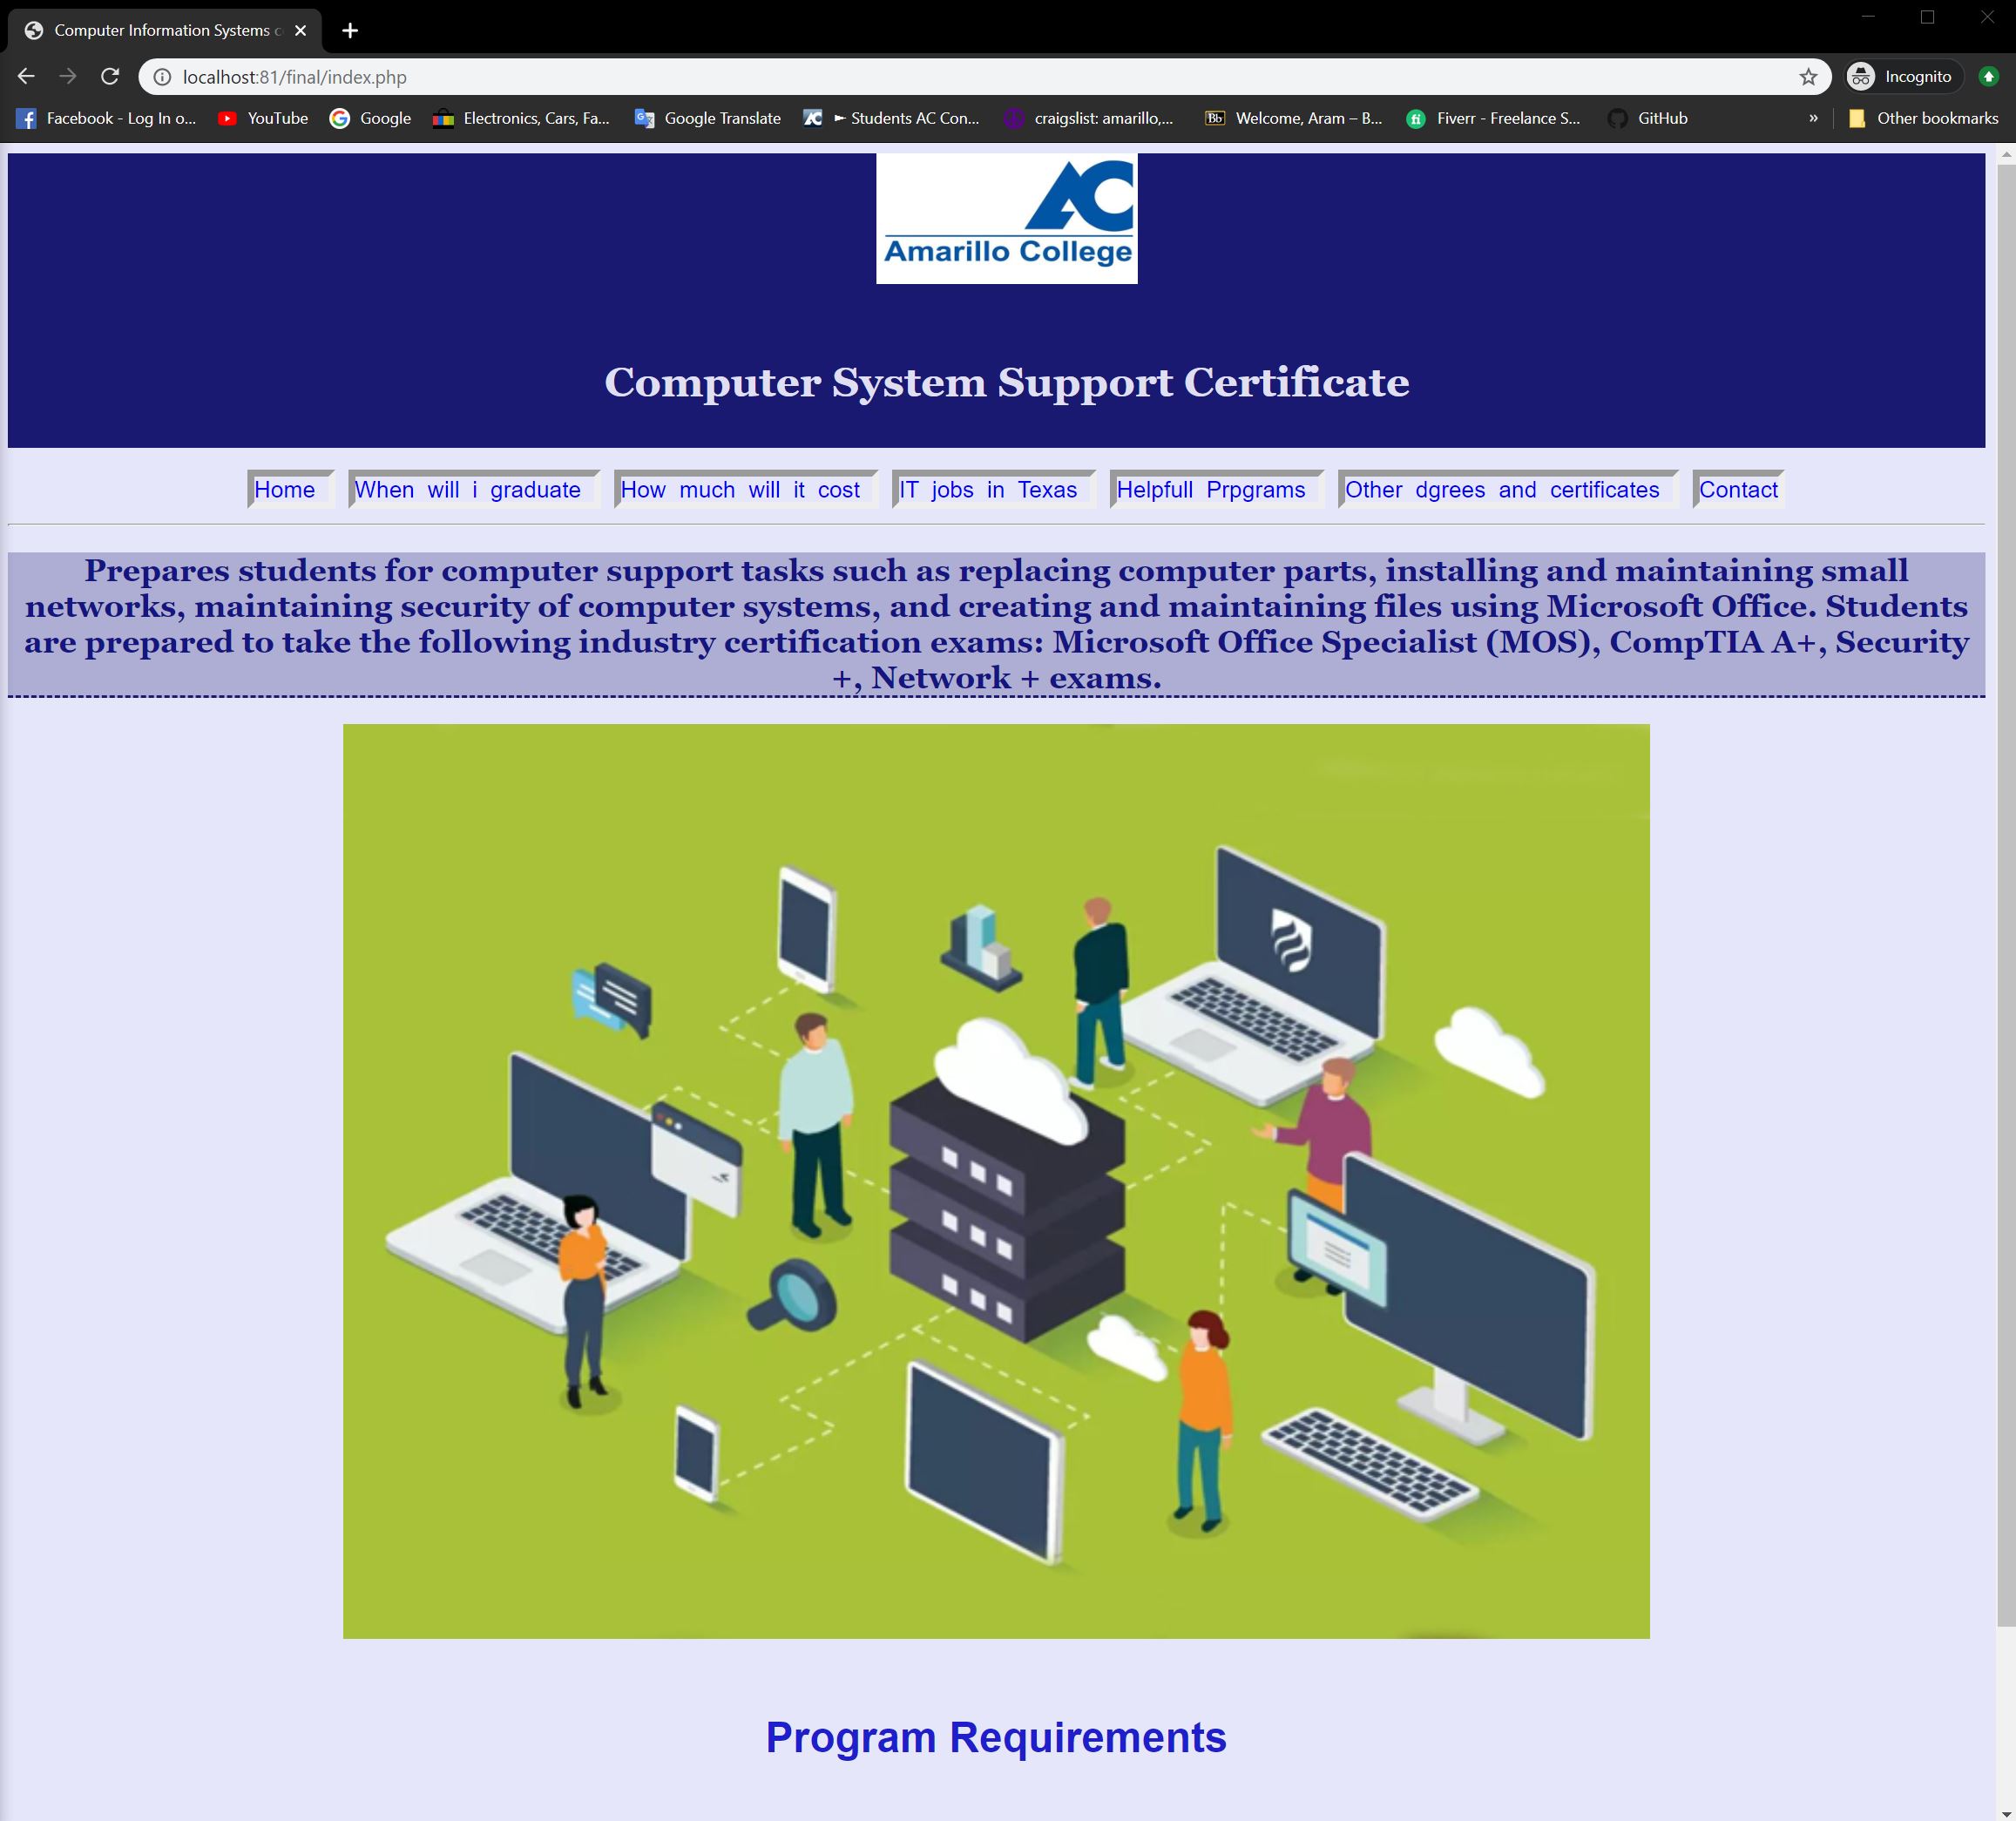 Computer Information Systems c
localhost:81/final/index.php
Incognito
Facebook - Log In o...
YouTube
Google
Electronics, Cars, Fa...
Google Translate
AC
► Students AC Con...
craigslist: amarillo,...
Bb
Welcome, Aram – B...
fi
Fiverr - Freelance S...
GitHub
»
Other bookmarks
AC
Amarillo College
Computer System Support Certificate
Home
When will i graduate
How much will it cost
IT jobs in Texas
Helpfull Prpgrams
Other dgrees and certificates
Contact
Prepares students for computer support tasks such as replacing computer parts, installing and maintaining small
networks, maintaining security of computer systems, and creating and maintaining files using Microsoft Office. Students
are prepared to take the following industry certification exams: Microsoft Office Specialist (MOS), CompTIA A+, Security
+, Network + exams.
Program Requirements